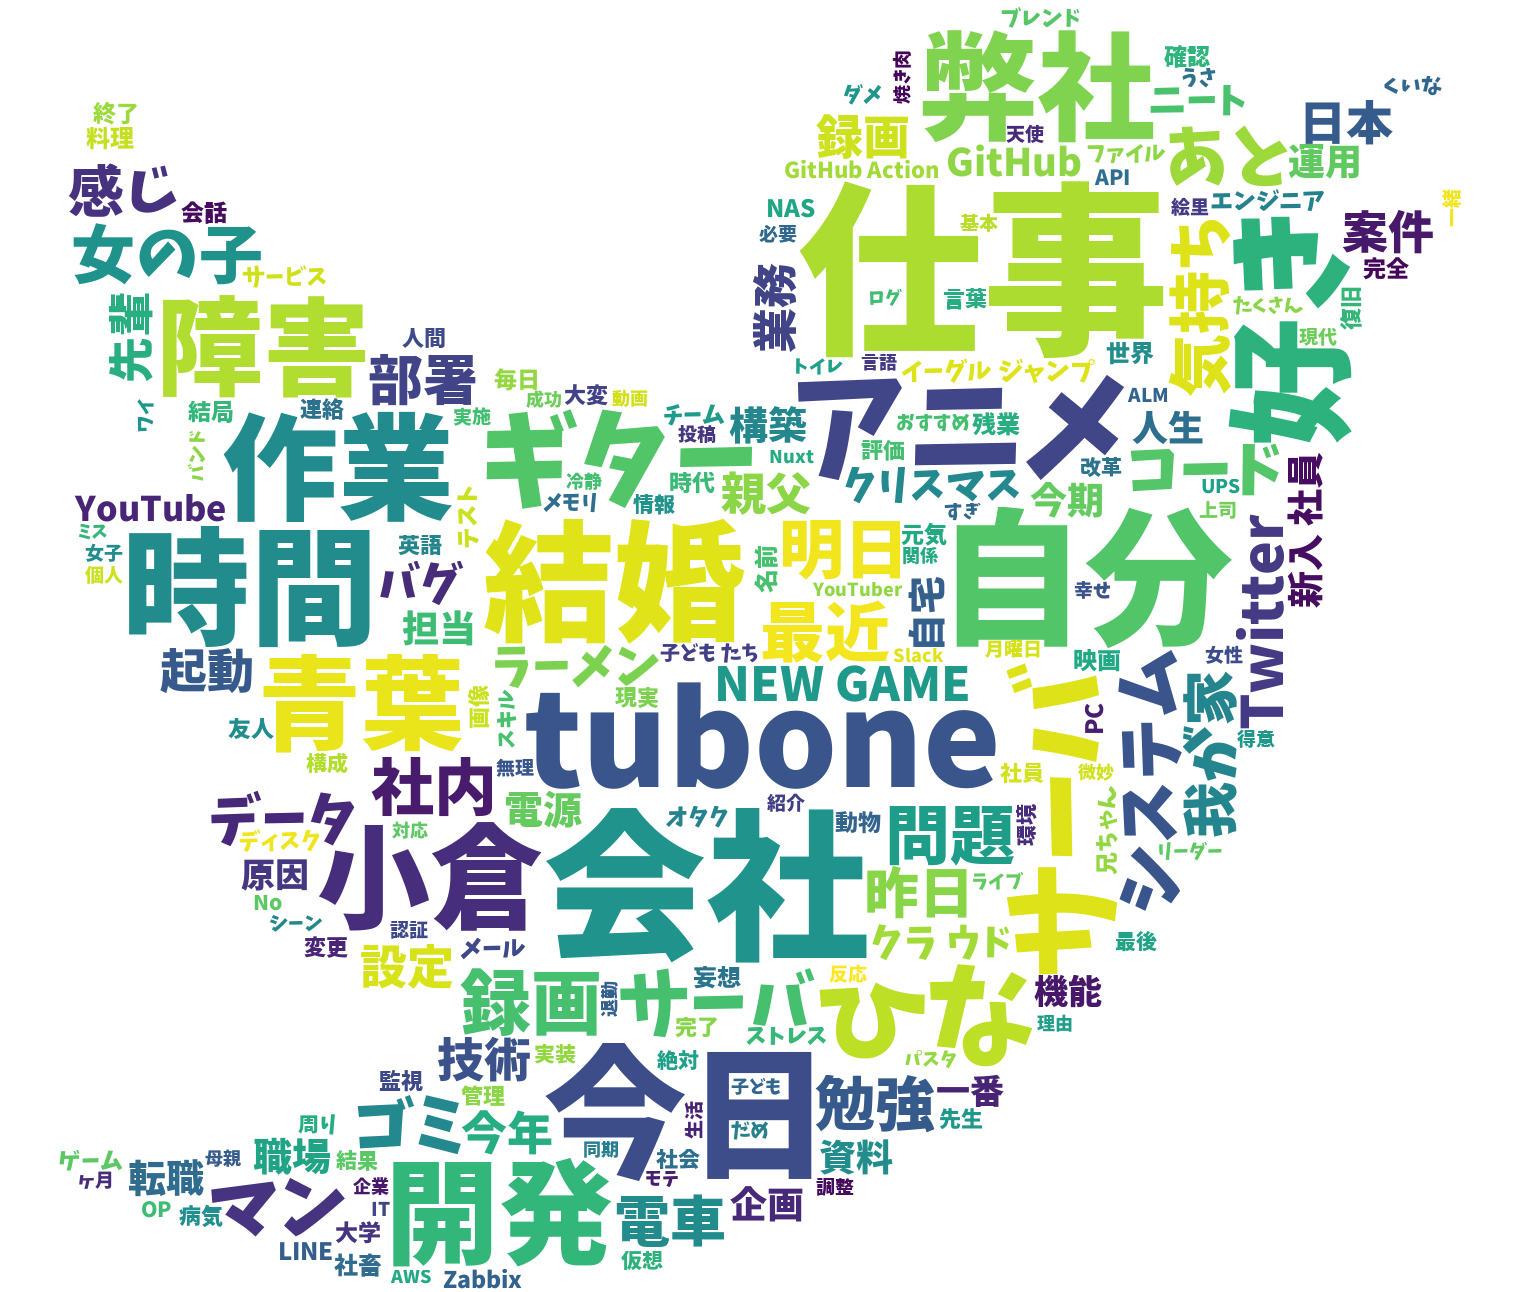 ブレンド
弊社
確認
うさ
焼き肉
ダメ
ニート
くいな
日本
終了
料理
録画
天使
あと
運用
GitHub Action
GitHub
ファイル
API
感じ
会話
女の子
サービス
NAS
必要
仕事
基本
絵里
エンジニア
案件
一緒
完全
気持ち
好き
たくさん
復旧
現代
業務
ログ
言葉
先輩
障害
人間
部署
毎日
成功
大変
動画
トイレ
言語
イーグル ジャンプ
世界
ALM
ワイ
結局
連絡
実施
チーム
投稿
構築
アニメ
おすすめ
残業
人生
バンド
作業
ギター
Nuxt
評価
改革
コード
UPS
上司
新入 社員
YouTube
テスト
冷静
メモリ
情報
時代
親父
クリスマス
すぎ
今期
ミス
女子
個人
時間
英語
バグ
結婚
名前
明日
元気
関係
YouTuber
自宅
自分
幸せ
Twitter
担当
最近
起動
青葉
ラーメン
子ども たち
Slack
月曜日
映画
女性
画像
スキル
現実
NEW GAME
サーバー
PC
システム
我が家
得意
友人
構成
社内
無理
tubone
社員
微妙
データ
ディスク
対応
電源
紹介
オタク
動物
問題
環境
兄ちゃん
リーダー
原因
No
シーン
小倉
会社
昨日
ライブ
変更
認証
設定
メール
クラウド
最後
録画
退勤
サーバ
妄想
完了
ストレス
反応
ひな
機能
理由
パスタ
技術
実装
監視
管理
絶対
今日
子ども
だめ
勉強
一番
先生
周り
ゴミ
今年
生活
同期
社会
モテ
資料
調整
ゲーム
ヶ月
転職
母親
職場
結果
企業
IT
OP
病気
マン
大学
LINE
社畜
開発
電車
企画
仮想
AWS
Zabbix